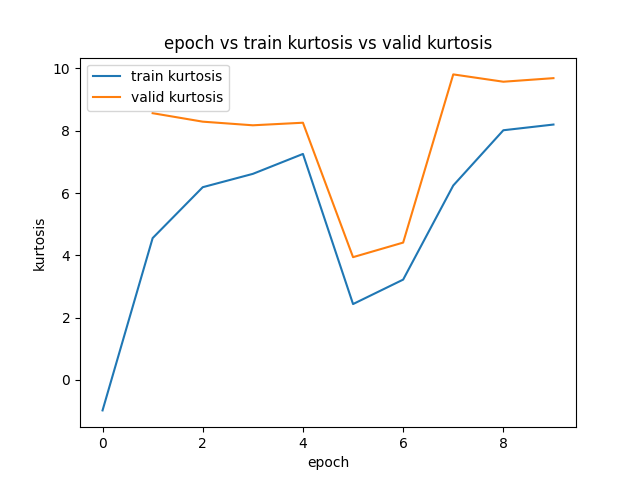 epoch vs train kurtosis vs valid kurtosis
train kurtosis
valid kurtosis
10
8
6
4
2
0
kurtosis
0 2 4 6 8
epoch